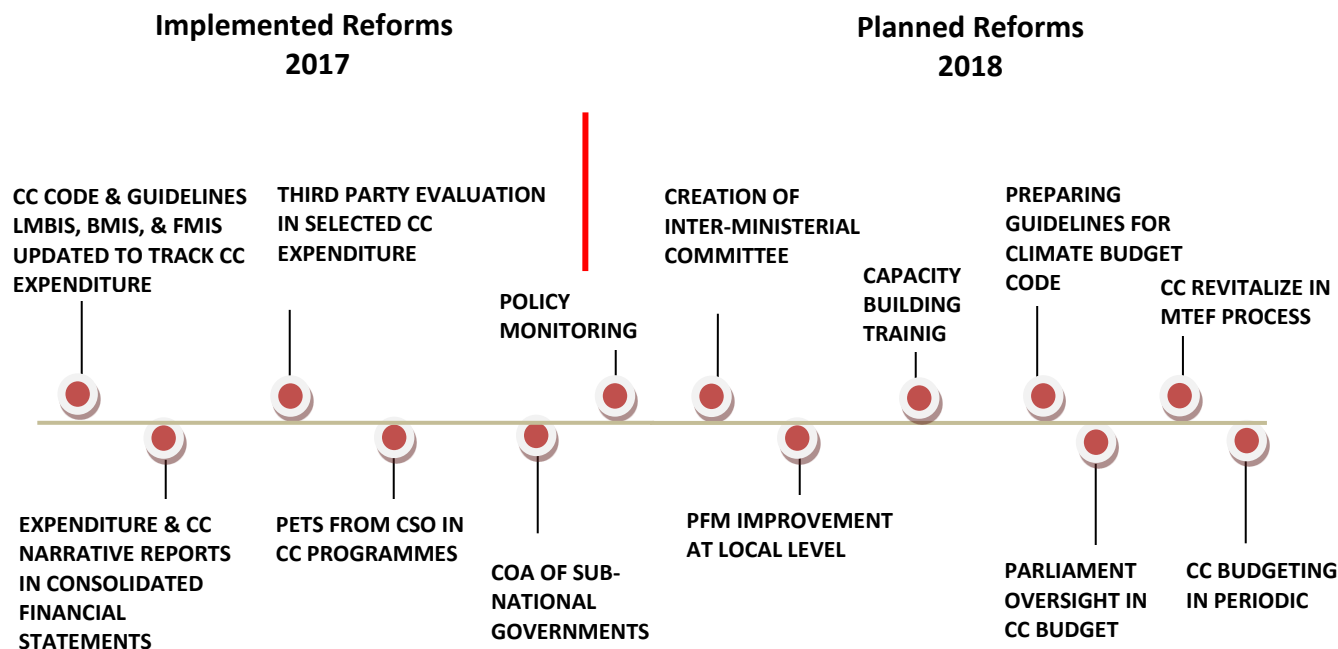 Implemented Reforms
2017
Planned Reforms
2018
CC CODE & GUIDELINES
LMBIS, BMIS, & FMIS
UPDATED TO TRACK CC
EXPENDITURE
THIRD PARTY EVALUATION
IN SELECTED CC
EXPENDITURE
POLICY
MONITORING
CREATION OF
INTER-MINISTERIAL
COMMITTEE
CAPACITY
BUILDING
TRAINIG
PREPARING
GUIDELINES FOR
CLIMATE BUDGET
CODE
CC REVITALIZE IN
MTEF PROCESS
EXPENDITURE & CC
NARRATIVE REPORTS
IN CONSOLIDATED
FINANCIAL
STATEMENTS
PETS FROM CSO IN
CC PROGRAMMES
COA OF SUB-
NATIONAL
GOVERNMENTS
PFM IMPROVEMENT
AT LOCAL LEVEL
PARLIAMENT
OVERSIGHT IN
CC BUDGET
CC BUDGETING
IN PERIODIC